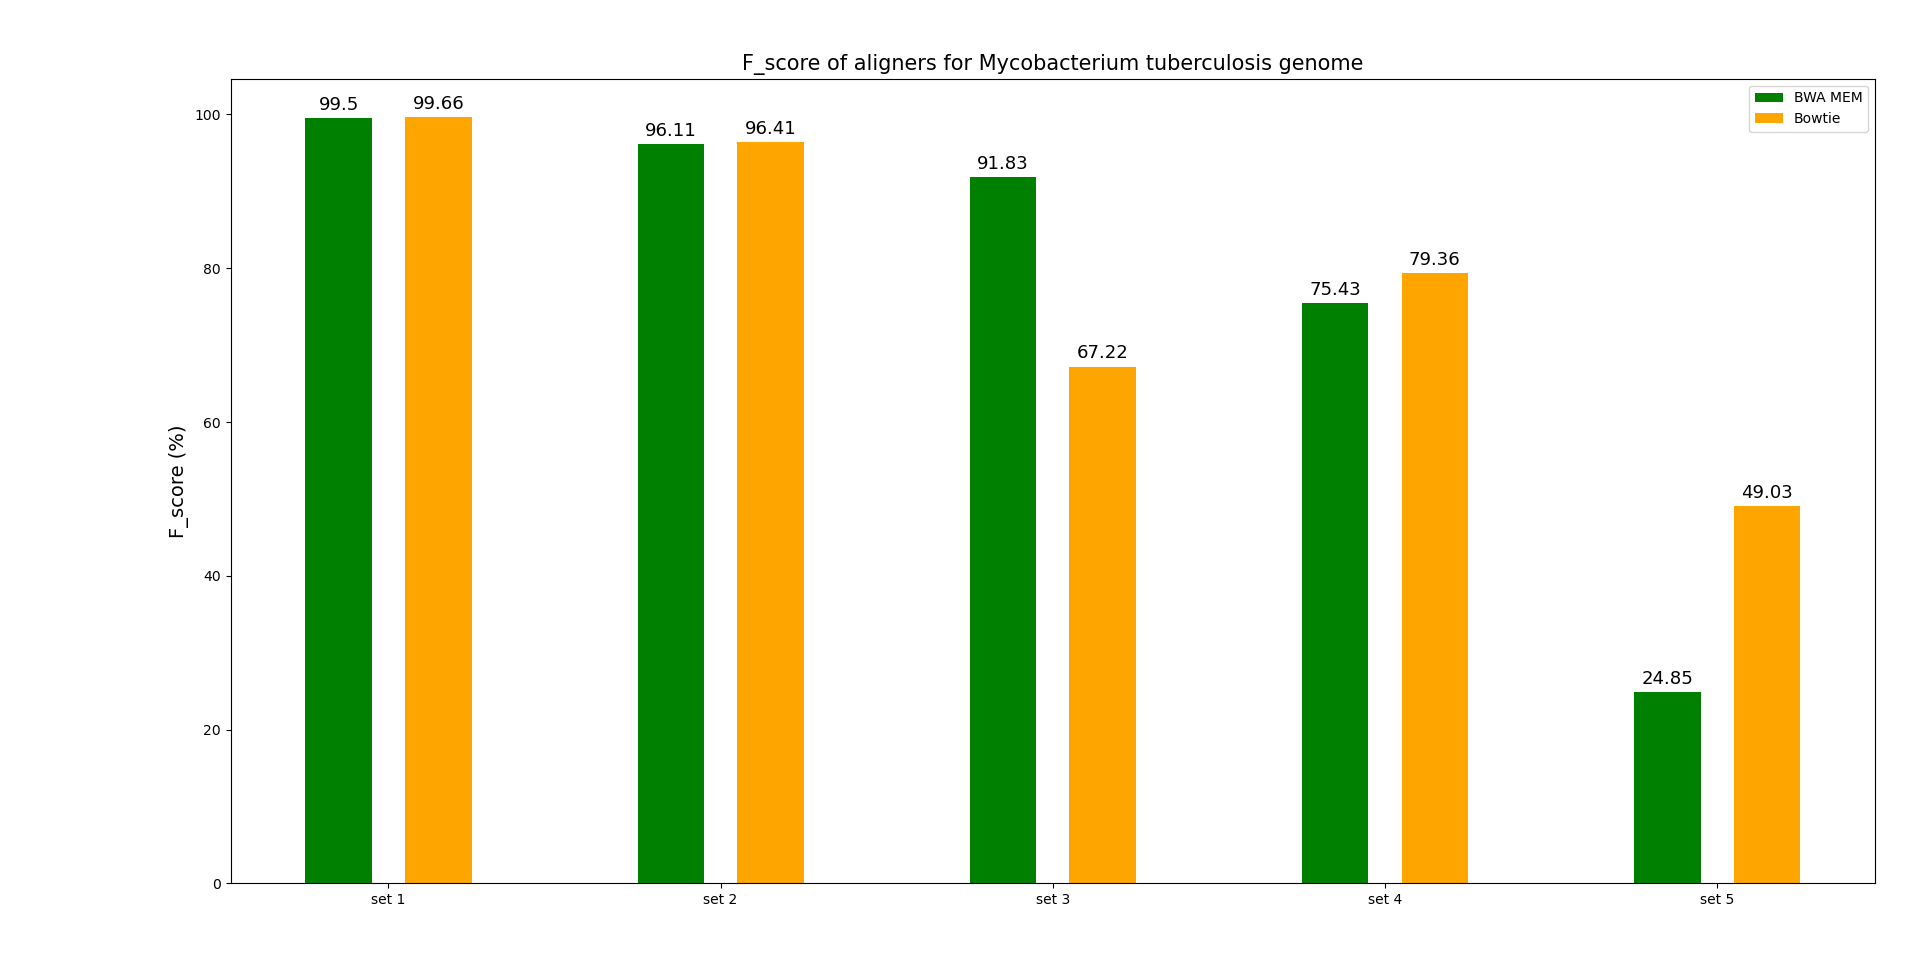 F_score of aligners for Mycobacterium tuberculosis genome
BWA MEM
Bowtie
99.5
99.66
96.11
96.41
91.83
67.22
75.43
79.36
24.85
49.03
F_score (%)
100
80
60
40
20
0
set 1
set 2
set 3
set 4
set 5